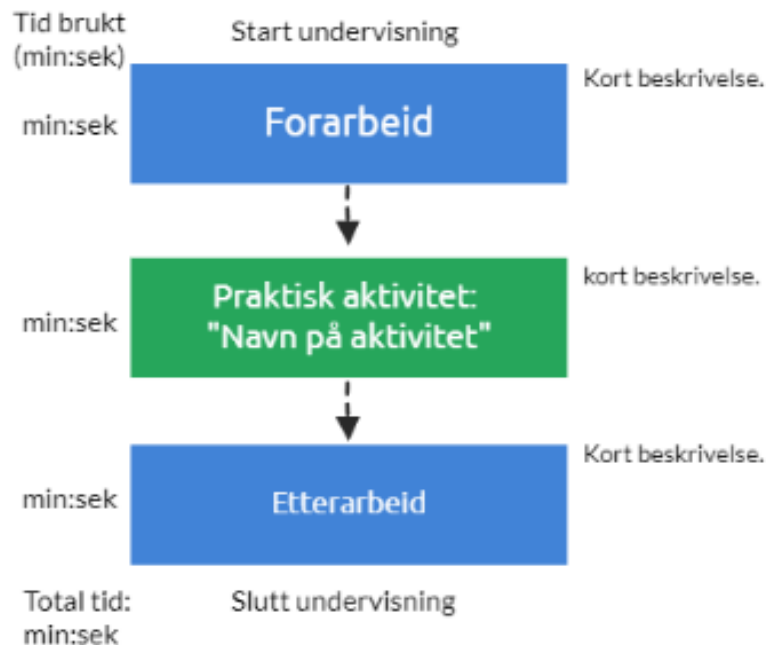 Tid brukt
(min:sek)
Start undervisning
Kort beskrivelse.
min:sek
Forarbeid
kort beskrivelse.
min:sek
Praktisk aktivitet:
"Navn på aktivitet"
Kort beskrivelse.
min:sek
Etterarbeid
Total tid:
min:sek
Slutt undervisning